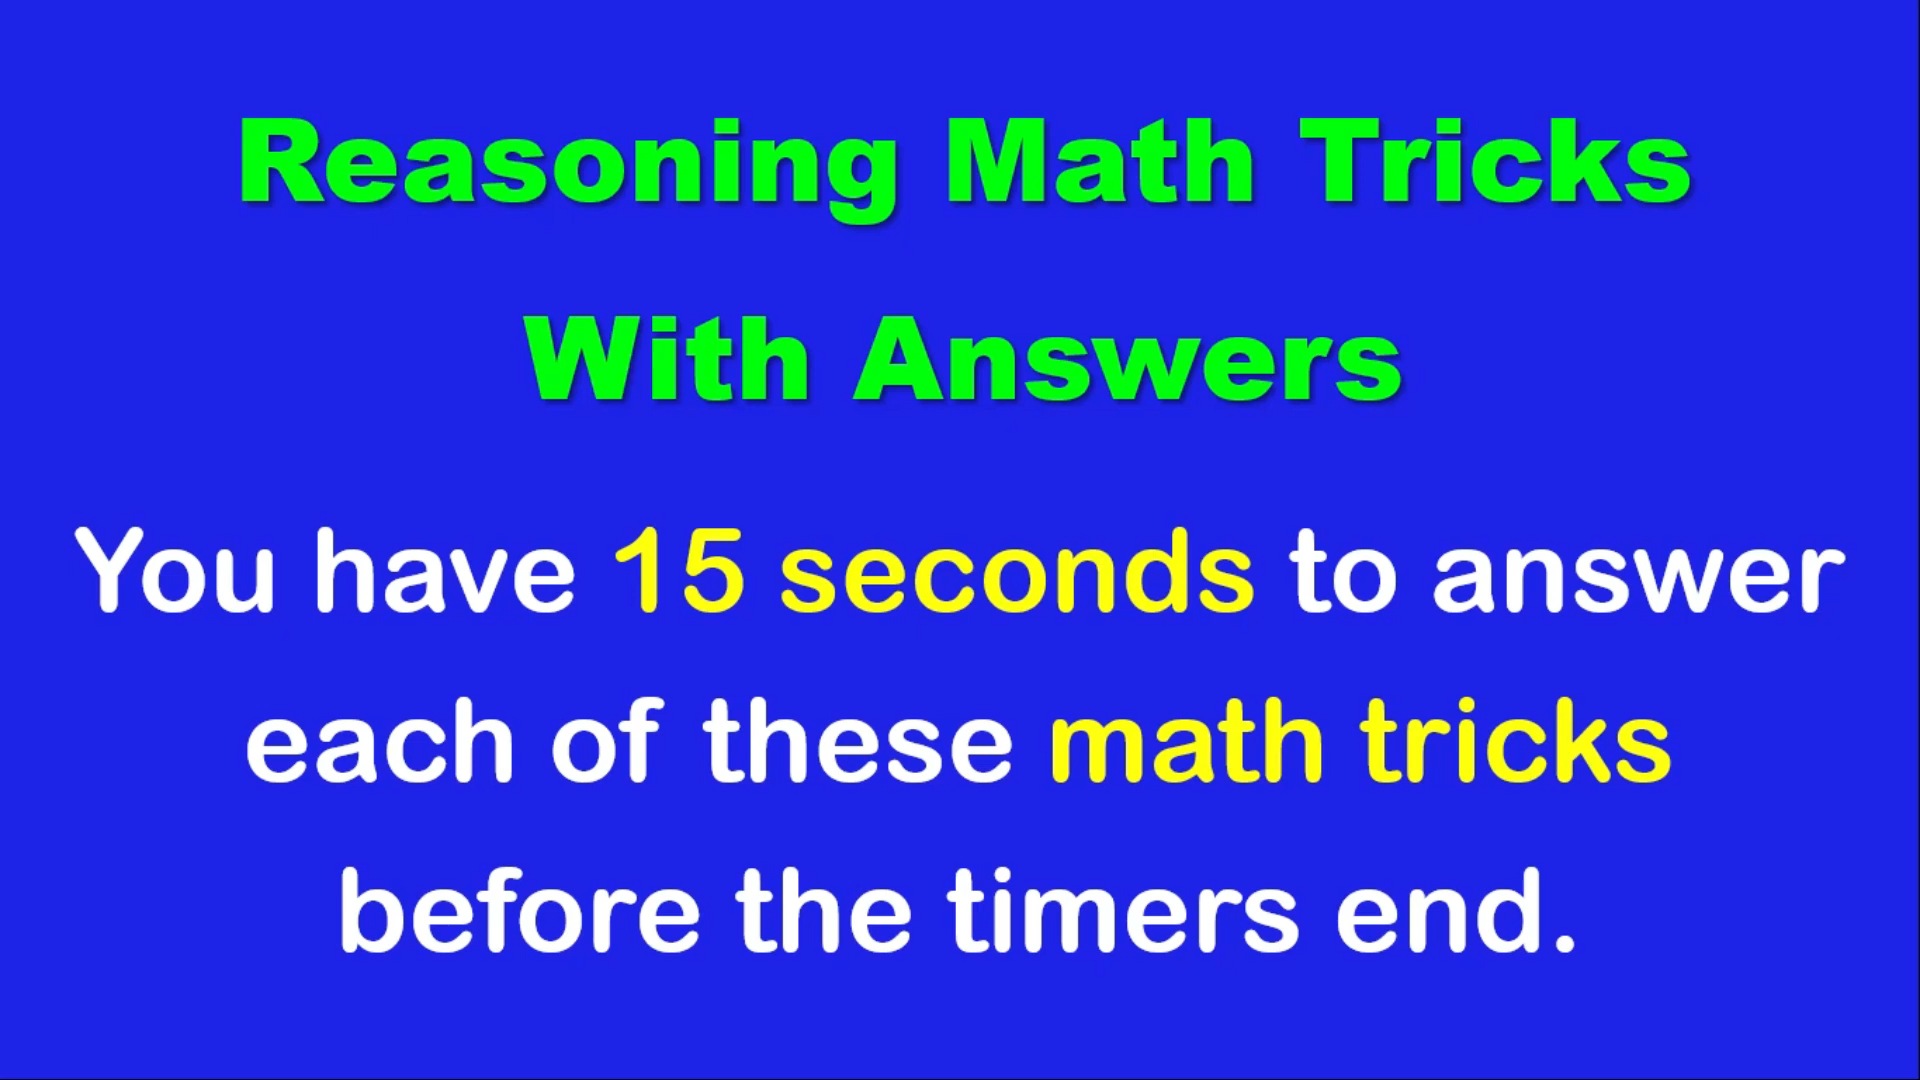 Reasoning Math Tricks
With Answers
You have 15 seconds to answer
each of these math tricks
before the timers end.